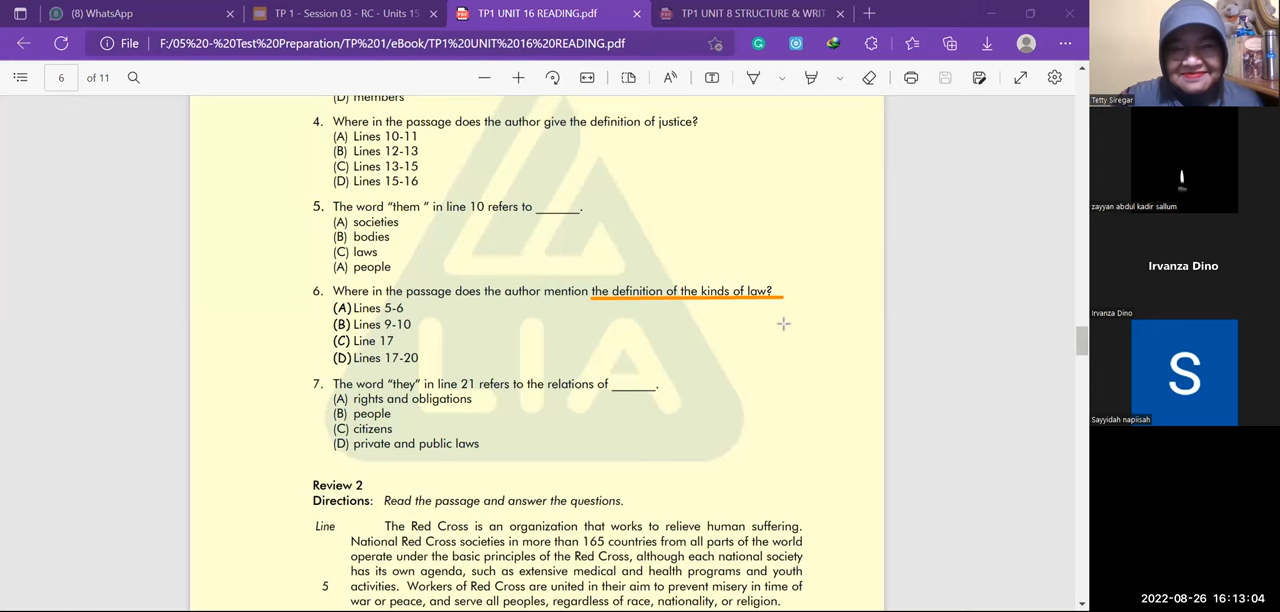 (8) WhatsApp
TP 1 - Session 03 - RC - Units 15
TP1 UNIT 16 READING.pdf
TP1 UNIT 8 STRUCTURE & WRIT
File
F:/05%20-%20Test%20Preparation/TP%201/eBook/TP1%20UNIT%2016%20READING.pdf
6 of 11
(D) members
4. Where in the passage does the author give the definition of justice?
(A) Lines 10-11
(B) Lines 12-13
(C) Lines 13-15
(D) Lines 15-16
5. The word "them " in line 10 refers to ______.
(A) societies
(B) bodies
(C) laws
(A) people
6. Where in the passage does the author mention the definition of the kinds of law?
(A) Lines 5-6
(B) Lines 9-10
(C) Line 17
(D) Lines 17-20
7. The word "they" in line 21 refers to the relations of ______.
(A) rights and obligations
(B) people
(C) citizens
(D) private and public laws
LIA
Review 2
Directions: Read the passage and answer the questions.
Line The Red Cross is an organization that works to relieve human suffering.
National Red Cross societies in more than 165 countries from all parts of the world
operate under the basic principles of the Red Cross, although each national society
has its own agenda, such as extensive medical and health programs and youth
5 activities. Workers of Red Cross are united in their aim to prevent misery in time of
war or peace, and serve all peoples, regardless of race, nationality, or religion.
Tetty Siregar
zayyan abdul kadir sallum
Irvanza Dino
Irvanza Dino
S
Sayyidah napiisah
2022-08-26 16:13:04